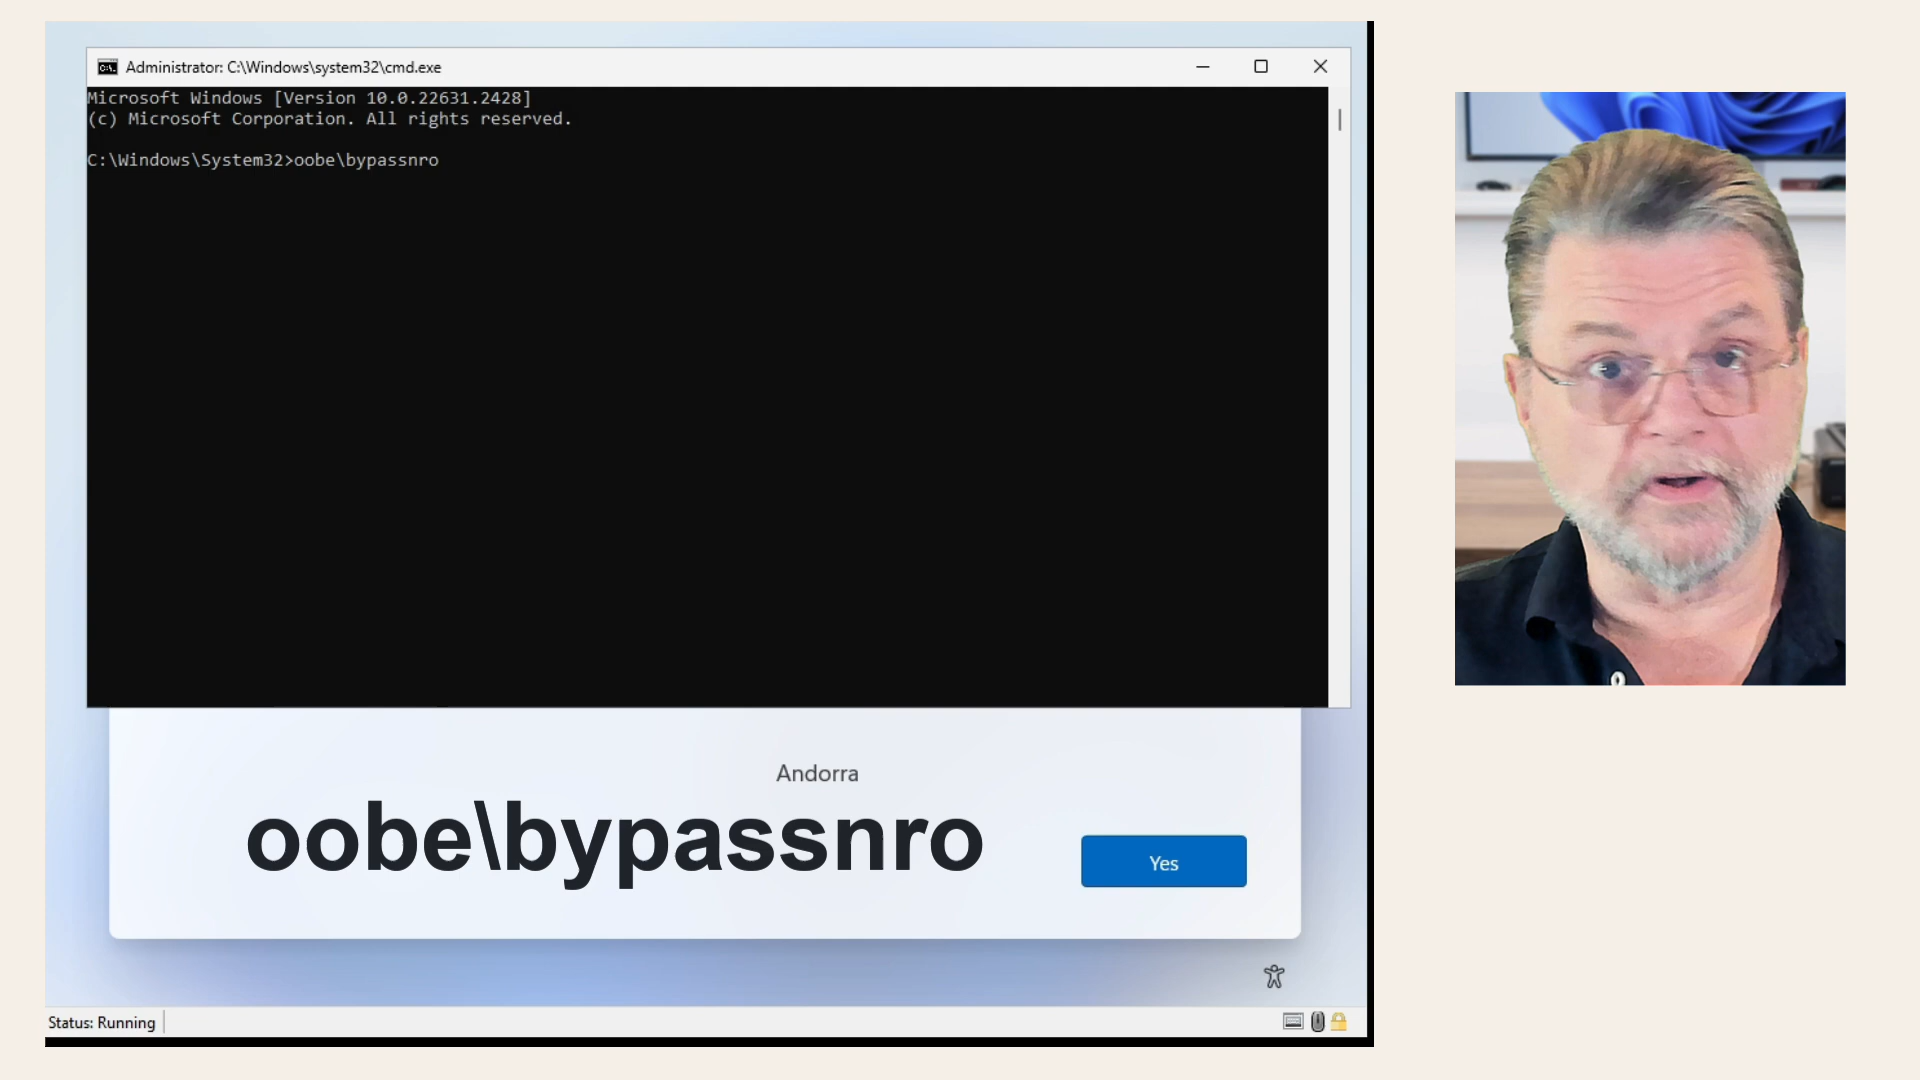 Administrator: C:\Windows\system32\cmd.exe
Microsoft Windows [Version 10.0.22631.2428]
(c) Microsoft Corporation. All rights reserved.
C:\Windows\System32>oobe\bypassnro
Andorra
oobe\bypassnro
Yes
Status: Running